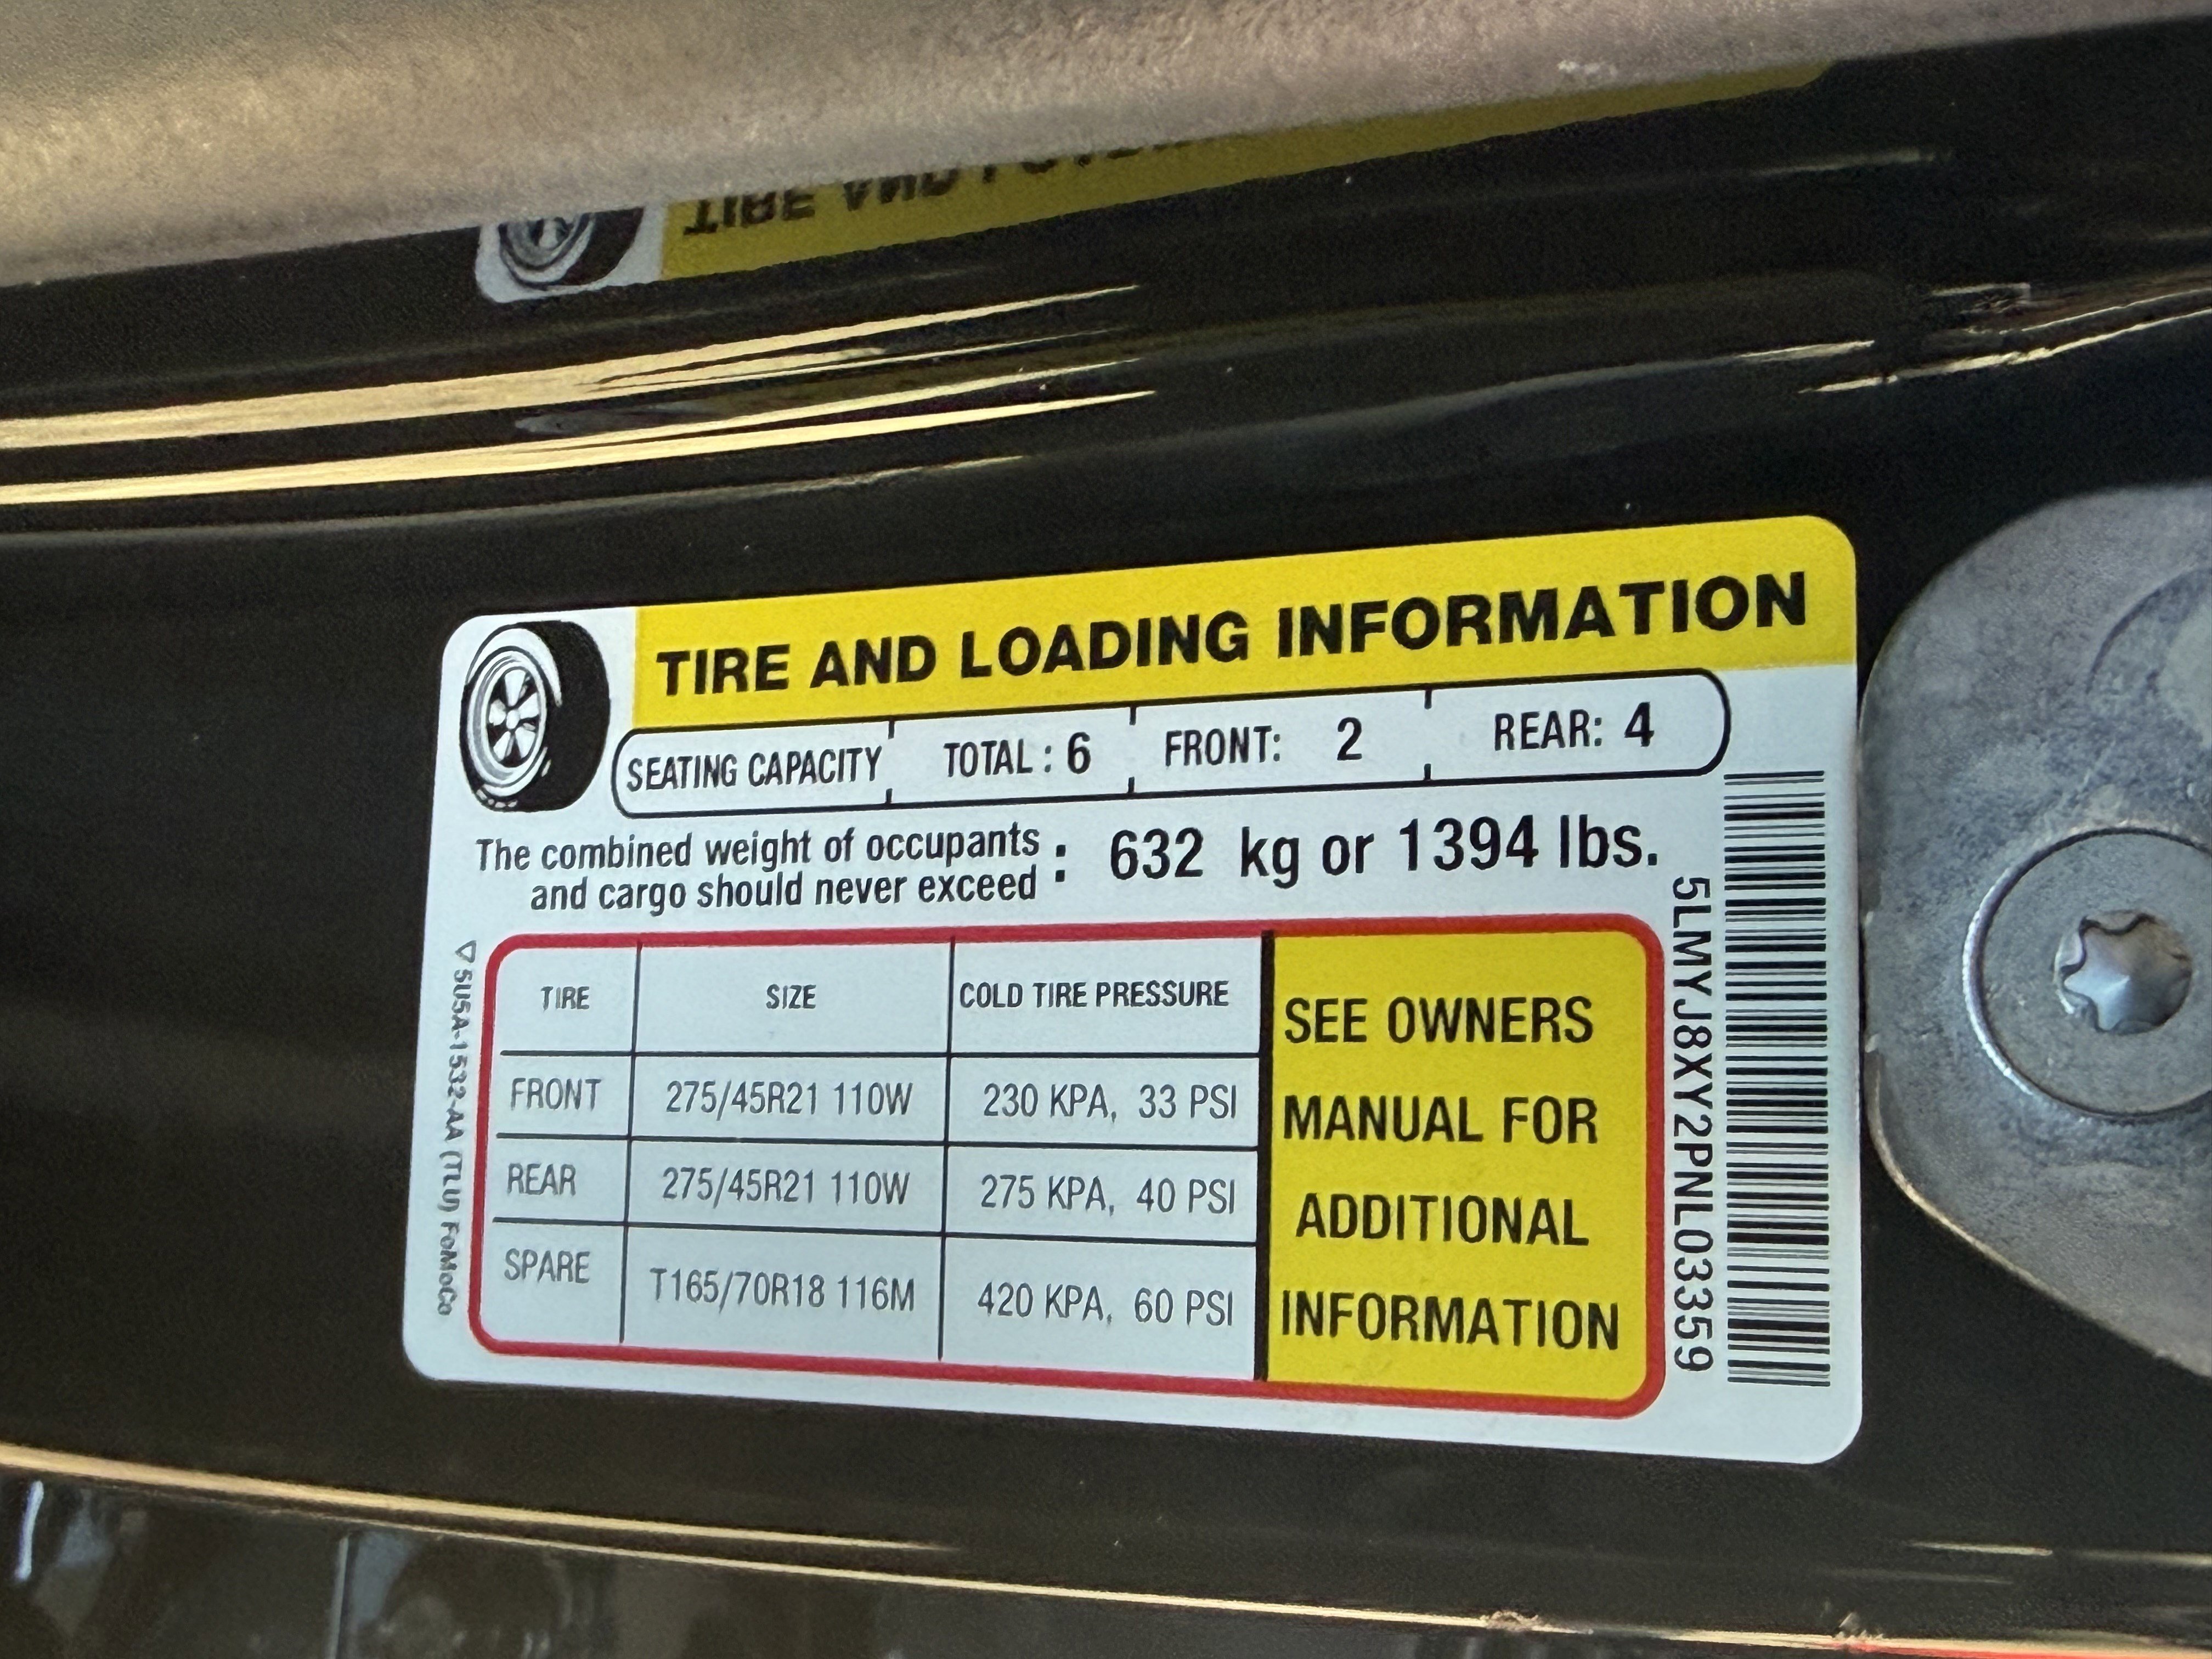 TIRE AND LOADING INFORMATION
SEATING CAPACITY TOTAL : 6 FRONT: 2 REAR: 4
The combined weight of occupants
and cargo should never exceed : 632 kg or 1394 lbs.
TIRE SIZE COLD TIRE PRESSURE
FRONT 275/45R21 110W 230 KPA, 33 PSI
REAR 275/45R21 110W 275 KPA, 40 PSI
SPARE T165/70R18 116M 420 KPA, 60 PSI
SEE OWNERS
MANUAL FOR
ADDITIONAL
INFORMATION
5LMYJ8XY2PNL03359
5U5A-1532-AA (TLU) FoMoCo
TIRE AND